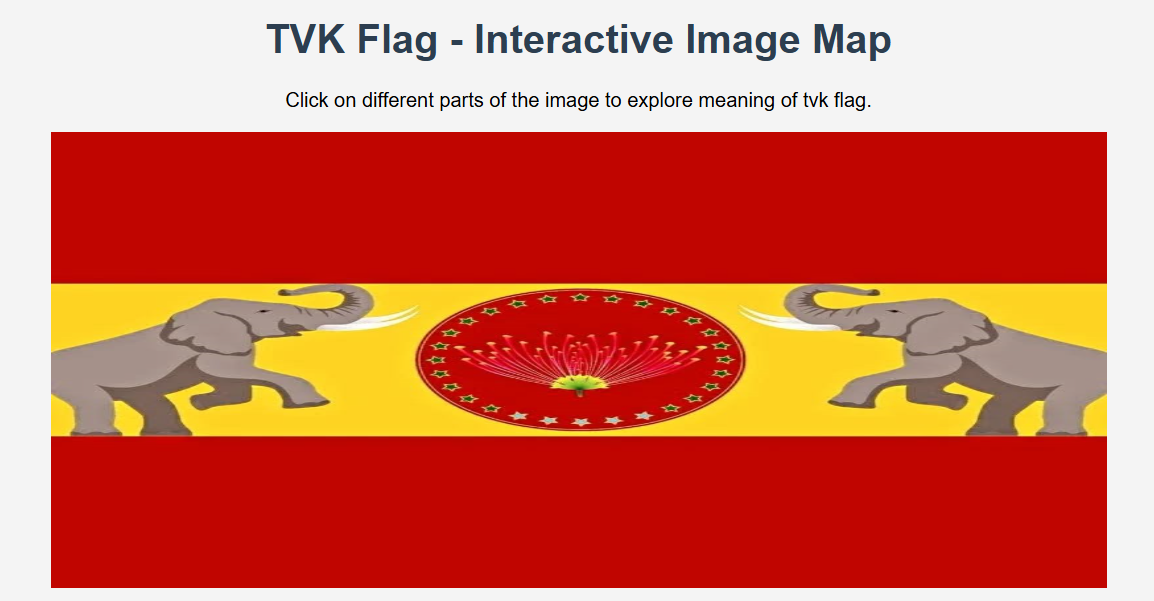 TVK Flag - Interactive Image Map
Click on different parts of the image to explore meaning of tvk flag.